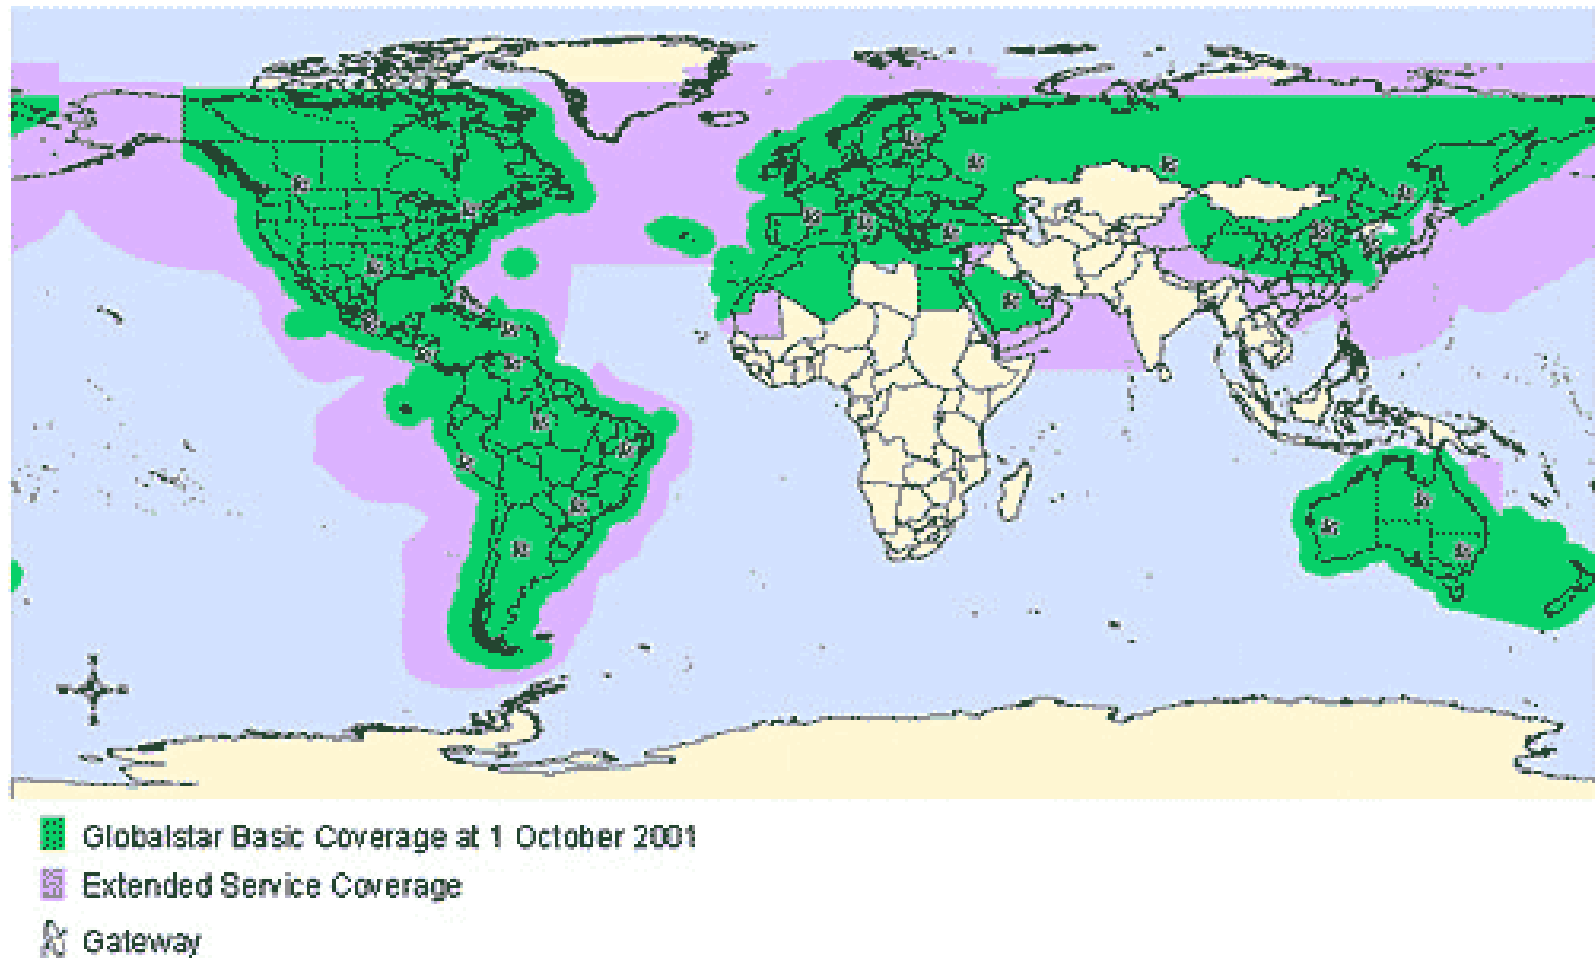 Globalstar Basic Coverage at 1 October 2001
Extended Service Coverage
Gateway